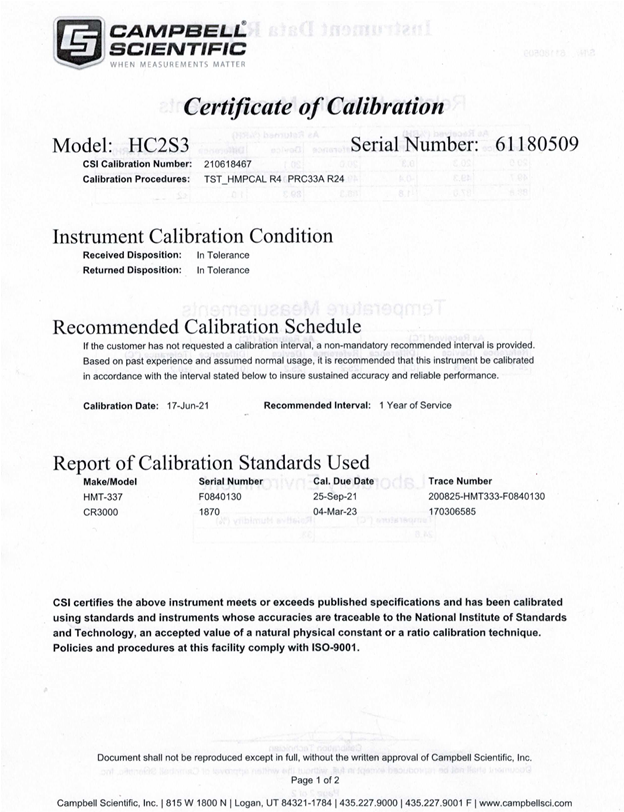 CAMPBELL®
SCIENTIFIC
WHEN MEASUREMENTS MATTER
Certificate of Calibration
Model: HC2S3 Serial Number: 61180509
CSI Calibration Number: 210618467
Calibration Procedures: TST_HMPCAL R4 PRC33A R24
Instrument Calibration Condition
Received Disposition: In Tolerance
Returned Disposition: In Tolerance
Recommended Calibration Schedule
If the customer has not requested a calibration interval, a non-mandatory recommended interval is provided.
Based on past experience and assumed normal usage, it is recommended that this instrument be calibrated
in accordance with the interval stated below to insure sustained accuracy and reliable performance.
Calibration Date: 17-Jun-21 Recommended Interval: 1 Year of Service
Report of Calibration Standards Used
Make/Model Serial Number Cal. Due Date Trace Number
HMT-337 F0840130 25-Sep-21 200825-HMT333-F0840130
CR3000 1870 04-Mar-23 170306585
CSI certifies the above instrument meets or exceeds published specifications and has been calibrated
using standards and instruments whose accuracies are traceable to the National Institute of Standards
and Technology, an accepted value of a natural physical constant or a ratio calibration technique.
Policies and procedures at this facility comply with ISO-9001.
Document shall not be reproduced except in full, without the written approval of Campbell Scientific, Inc.
Page 1 of 2
Campbell Scientific, Inc. | 815 W 1800 N | Logan, UT 84321-1784 | 435.227.9000 | 435.227.9001 F | www.campbellsci.com